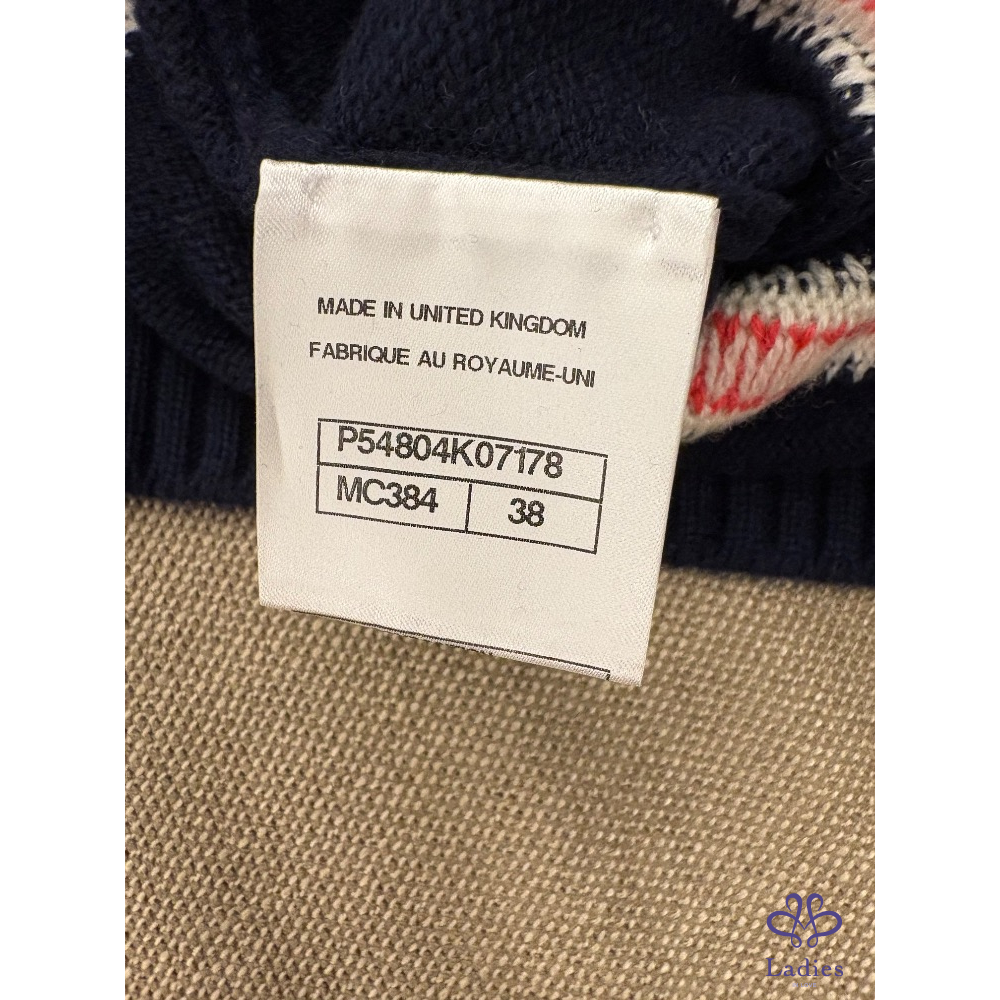 MADE IN UNITED KINGDOM
FABRIQUE AU ROYAUME-UNI
P54804K07178
MC384 38
Ladies